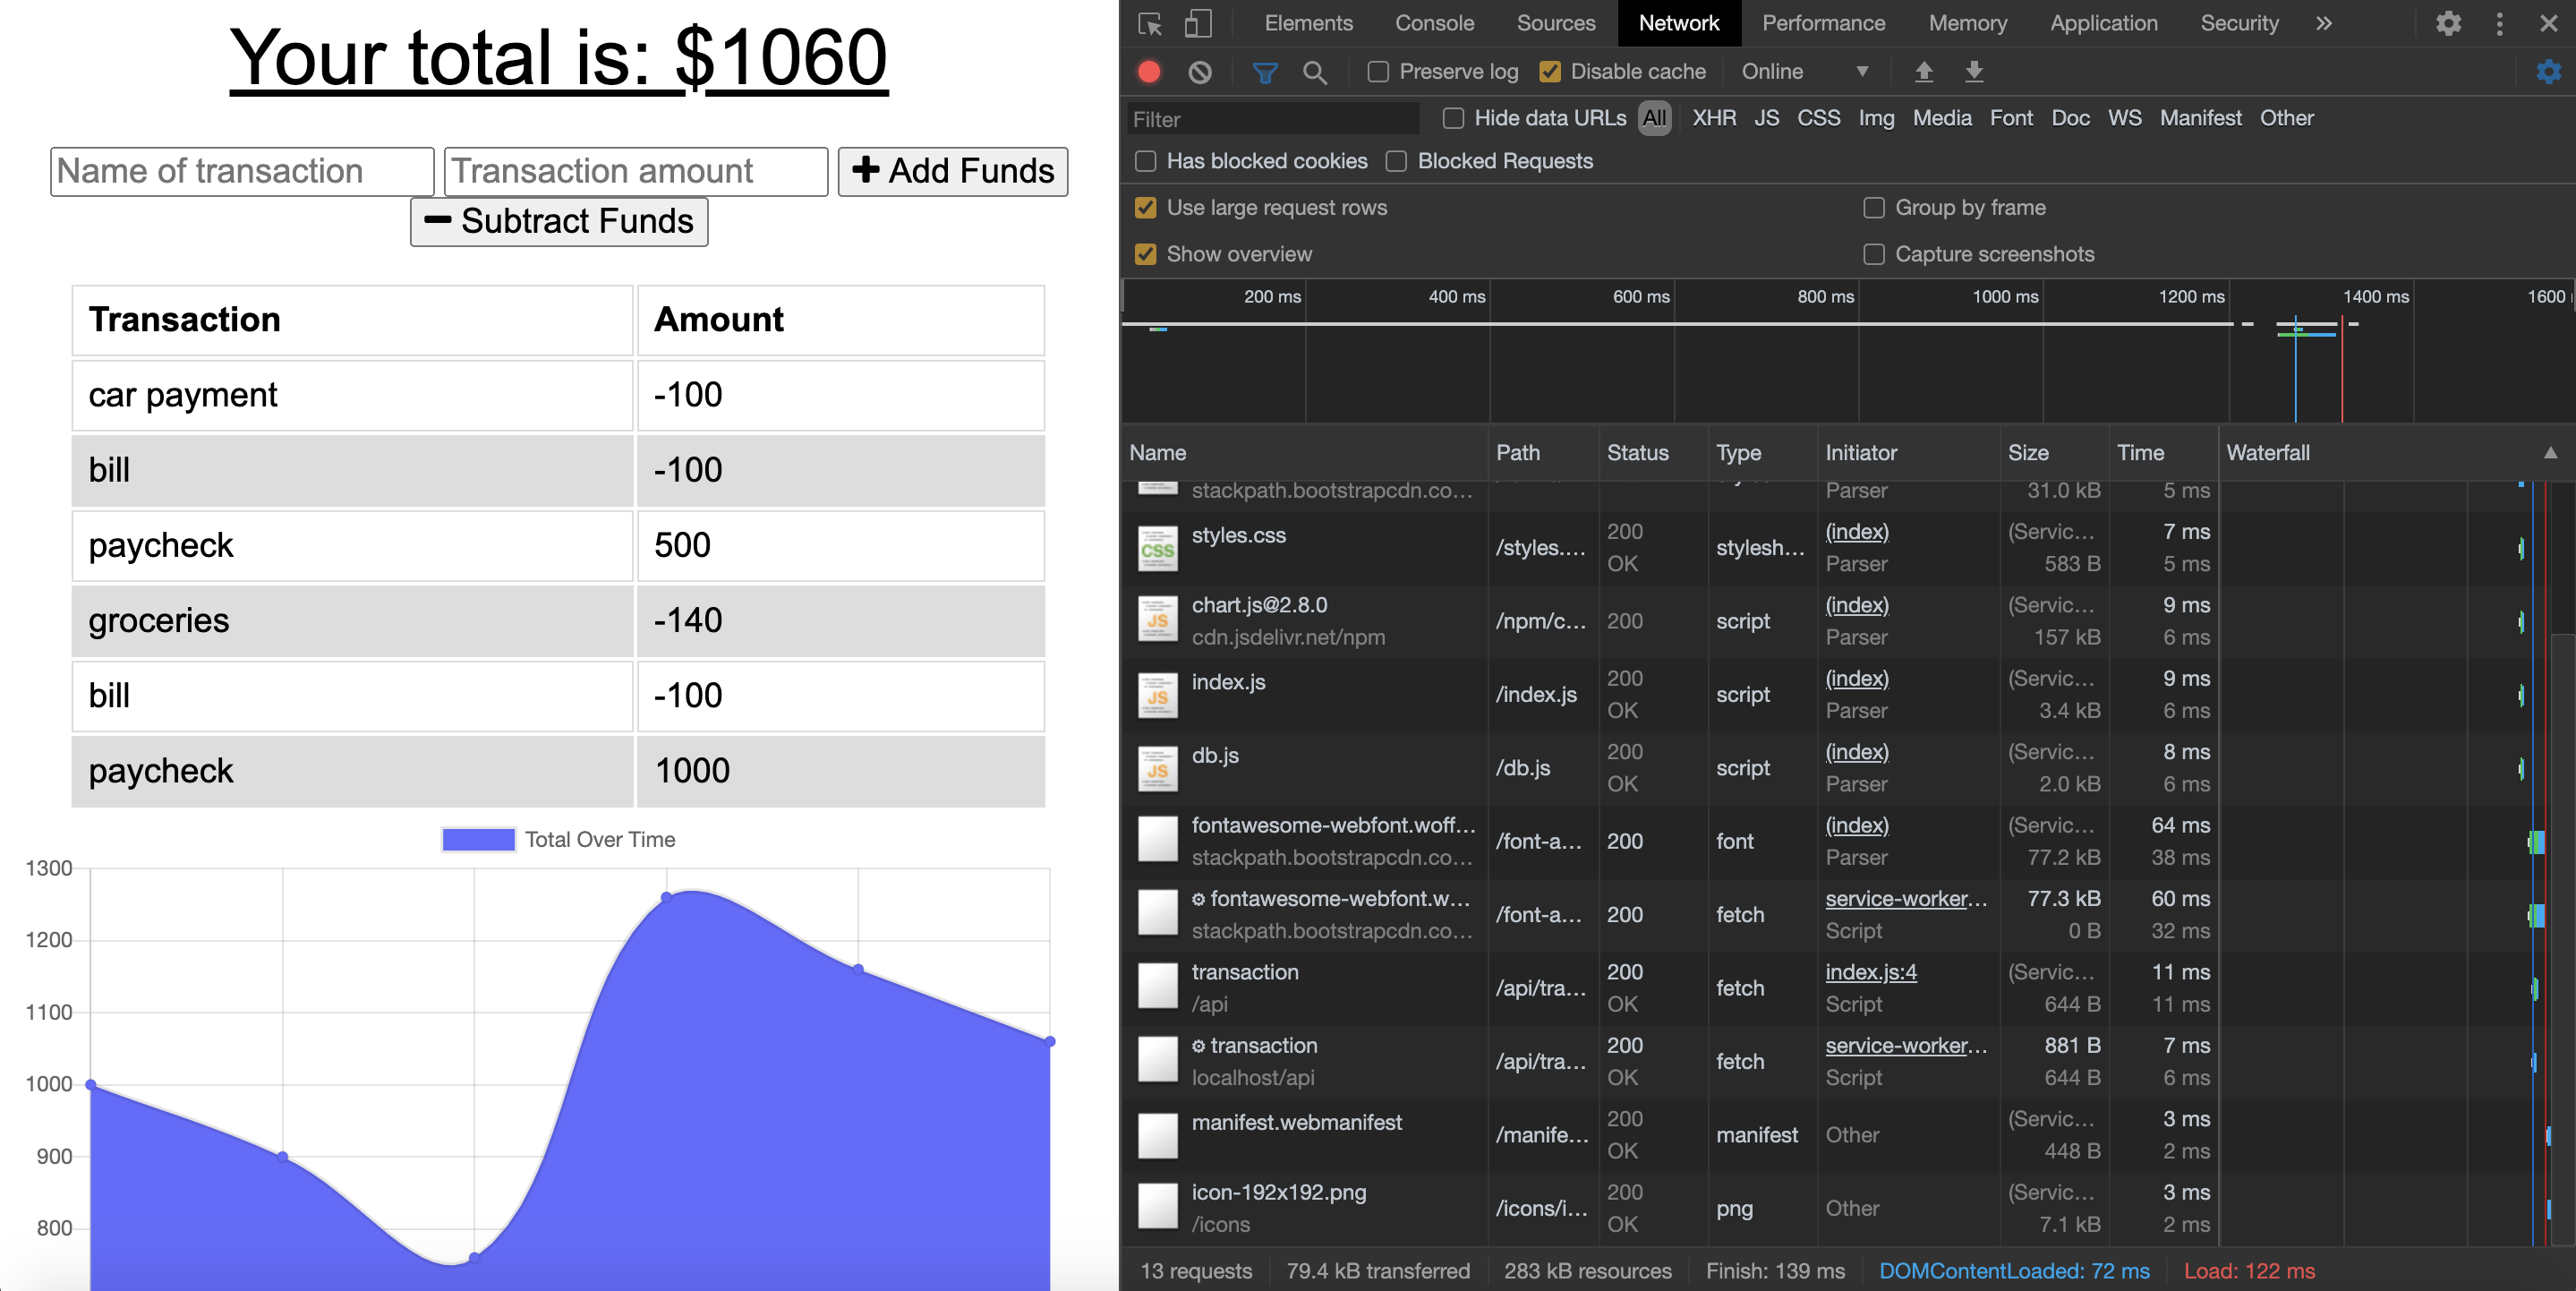 Your total is: $1060
Name of transaction Transaction amount Add Funds
Subtract Funds
Transaction Amount
car payment -100
bill -100
paycheck 500
groceries -140
bill -100
paycheck 1000
Total Over Time
1300
1200
1100
1000
900
800
Elements Console Sources Network Performance Memory Application Security »
Preserve log Disable cache Online
Filter Hide data URLs All XHR JS CSS Img Media Font Doc WS Manifest Other
Has blocked cookies Blocked Requests
Use large request rows Group by frame
Show overview Capture screenshots
200 ms 400 ms 600 ms 800 ms 1000 ms 1200 ms 1400 ms 1600
Name Path Status Type Initiator Size Time Waterfall
stackpath.bootstrapcdn.co... Parser 31.0 kB 5 ms
styles.css /styles.... 200 OK stylesh... (index) Parser (Servic... 583 B 7 ms 5 ms
chart.js@2.8.0 cdn.jsdelivr.net/npm /npm/c... 200 script (index) Parser (Servic... 157 kB 9 ms 6 ms
index.js /index.js 200 OK script (index) Parser (Servic... 3.4 kB 9 ms 6 ms
db.js /db.js 200 OK script (index) Parser (Servic... 2.0 kB 8 ms 6 ms
fontawesome-webfont.woff... stackpath.bootstrapcdn.co... /font-a... 200 font (index) Parser (Servic... 77.2 kB 64 ms 38 ms
fontawesome-webfont.w... stackpath.bootstrapcdn.co... /font-a... 200 fetch service-worker... Script 77.3 kB 0 B 60 ms 32 ms
transaction /api /api/tra... 200 OK fetch index.js:4 Script (Servic... 644 B 11 ms 11 ms
transaction localhost/api /api/tra... 200 OK fetch service-worker... Script 881 B 644 B 7 ms 6 ms
manifest.webmanifest /manife... 200 OK manifest Other (Servic... 448 B 3 ms 2 ms
icon-192x192.png /icons /icons/i... 200 OK png Other (Servic... 7.1 kB 3 ms 2 ms
13 requests 79.4 kB transferred 283 kB resources Finish: 139 ms DOMContentLoaded: 72 ms Load: 122 ms